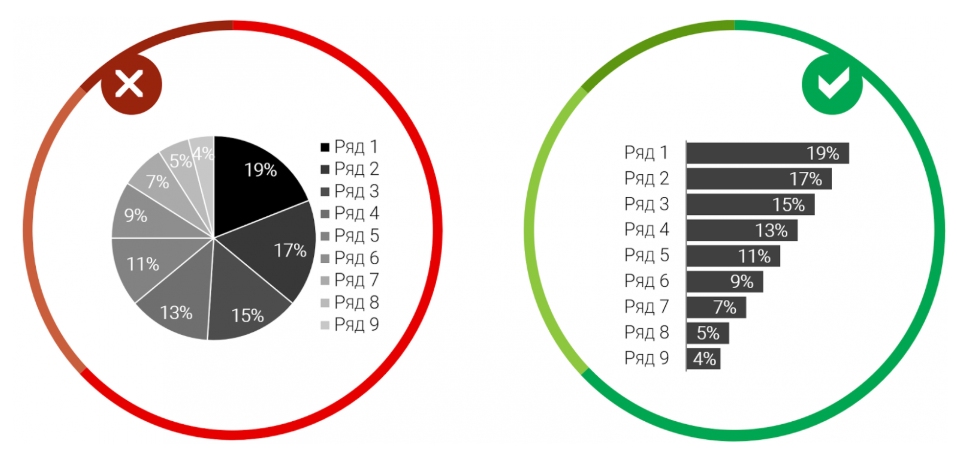 4%
5%
7%
19%
9%
17%
11%
13%
15%
Ряд 1
Ряд 2
Ряд 3
Ряд 4
Ряд 5
Ряд 6
Ряд 7
Ряд 8
Ряд 9
Ряд 1 19%
Ряд 2 17%
Ряд 3 15%
Ряд 4 13%
Ряд 5 11%
Ряд 6 9%
Ряд 7 7%
Ряд 8 5%
Ряд 9 4%